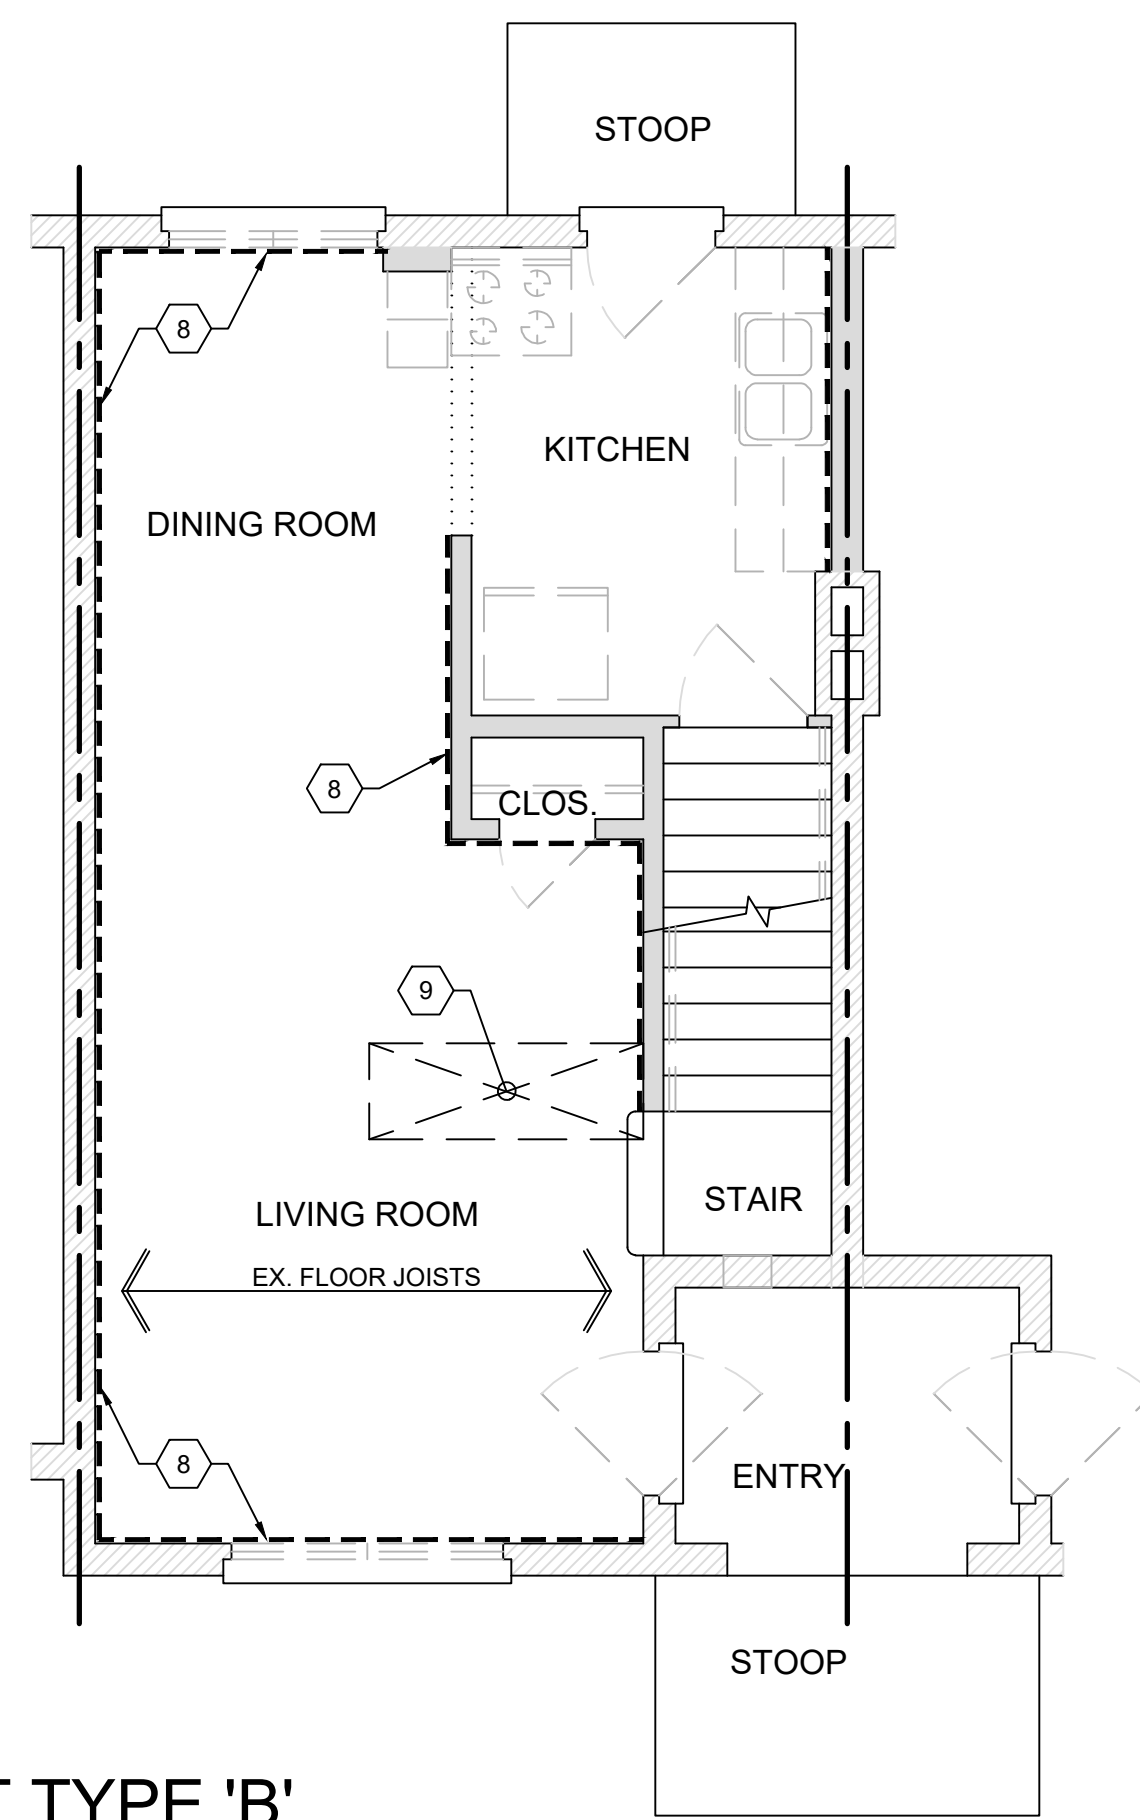 STOOP
8
KITCHEN
DINING ROOM
8
CLOS.
9
STAIR
LIVING ROOM
EX. FLOOR JOISTS
8
ENTRY
STOOP
TYPE 'B'